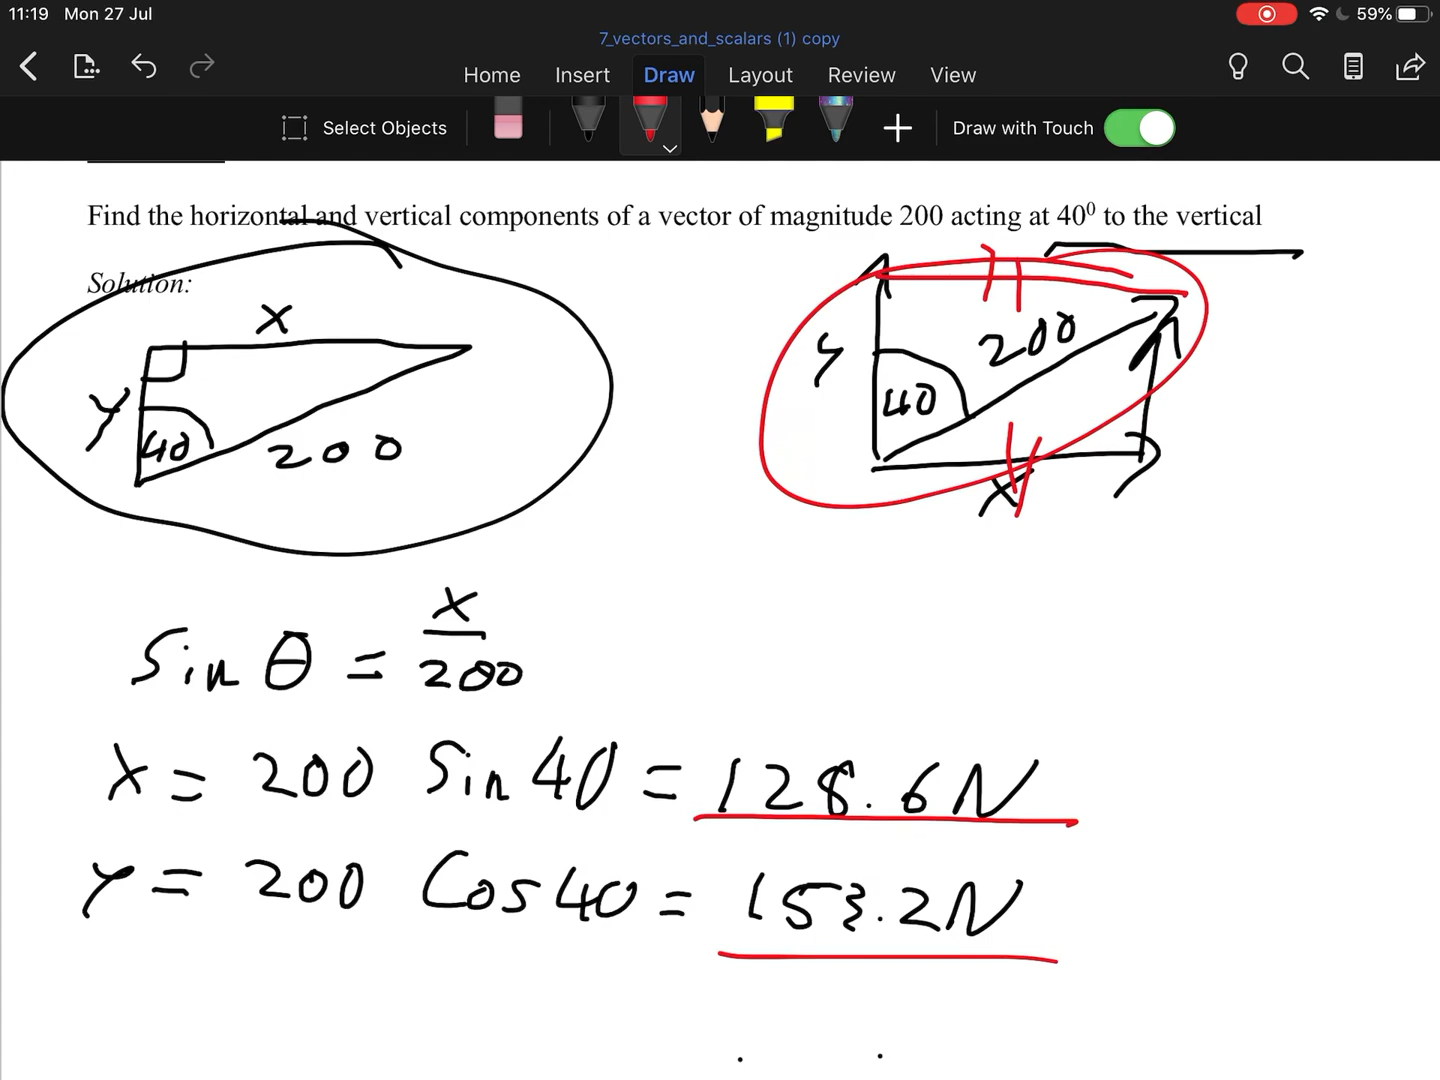 11:19 Mon 27 Jul 59%
7_vectors_and_scalars (1) copy
Home Insert Draw Layout Review View
Select Objects Draw with Touch
Find the horizontal and vertical components of a vector of magnitude 200 acting at 40⁰ to the vertical
Solution:
x
y
40
200
y
200
40
x
Sin θ = x/200
x = 200 Sin 40 = 128.6N
y = 200 Cos 40 = 153.2N